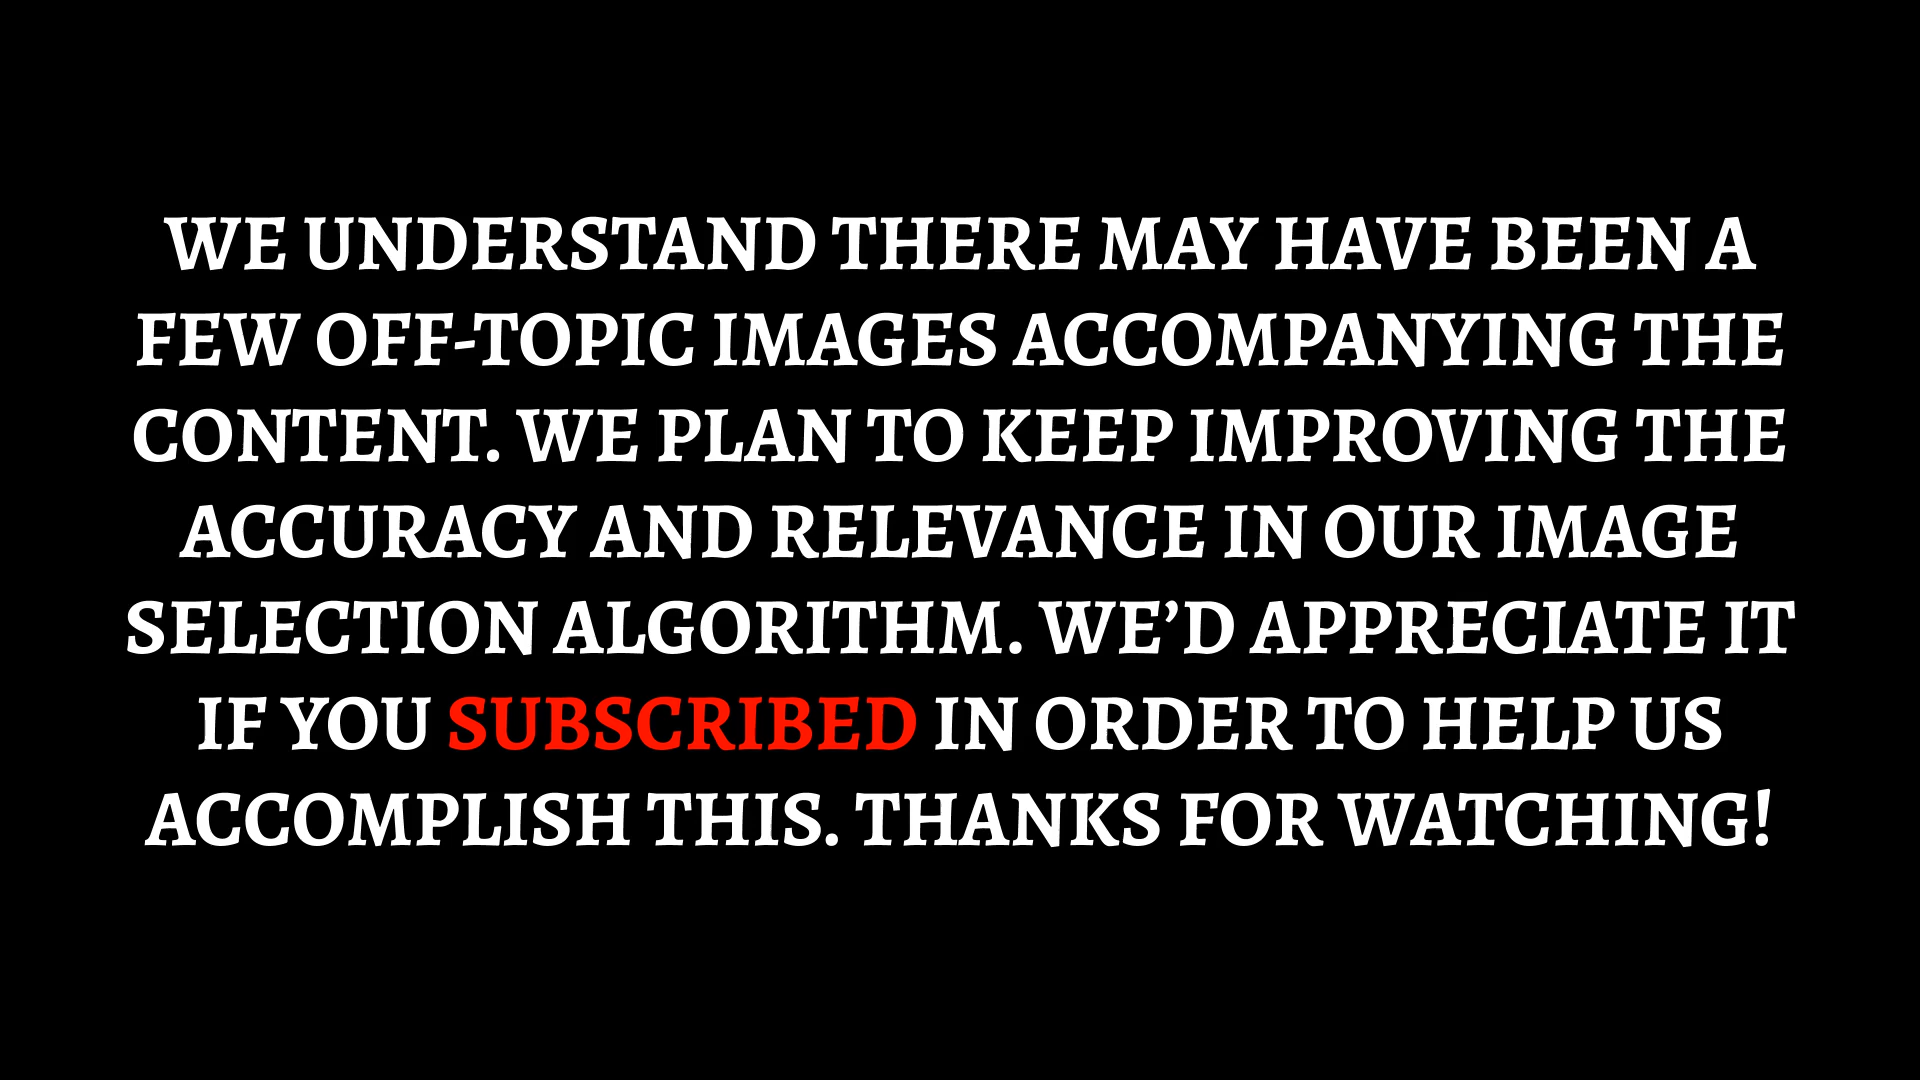 WE UNDERSTAND THERE MAY HAVE BEEN A
FEW OFF-TOPIC IMAGES ACCOMPANYING THE
CONTENT. WE PLAN TO KEEP IMPROVING THE
ACCURACY AND RELEVANCE IN OUR IMAGE
SELECTION ALGORITHM. WE’D APPRECIATE IT
IF YOU SUBSCRIBED IN ORDER TO HELP US
ACCOMPLISH THIS. THANKS FOR WATCHING!